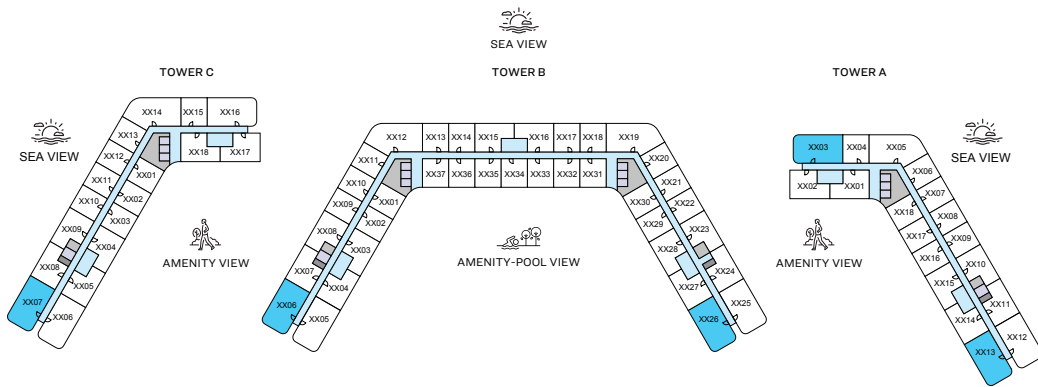 SEA VIEW
TOWER C
TOWER B
TOWER A
XX14
XX15
XX16
XX13
XX12
XX11
XX10
XX09
XX08
XX07
XX06
XX05
XX04
XX03
XX02
XX01
XX18
XX17
SEA VIEW
AMENITY VIEW
XX12
XX13
XX14
XX15
XX16
XX17
XX18
XX19
XX11
XX10
XX09
XX08
XX07
XX06
XX05
XX04
XX03
XX02
XX01
XX37
XX36
XX35
XX34
XX33
XX32
XX31
XX30
XX29
XX28
XX27
XX26
XX25
XX24
XX23
XX22
XX21
XX20
AMENITY-POOL VIEW
XX03
XX04
XX05
XX02
XX01
XX06
XX07
XX08
XX09
XX10
XX11
XX12
XX13
XX14
XX15
XX16
XX17
XX18
SEA VIEW
AMENITY VIEW